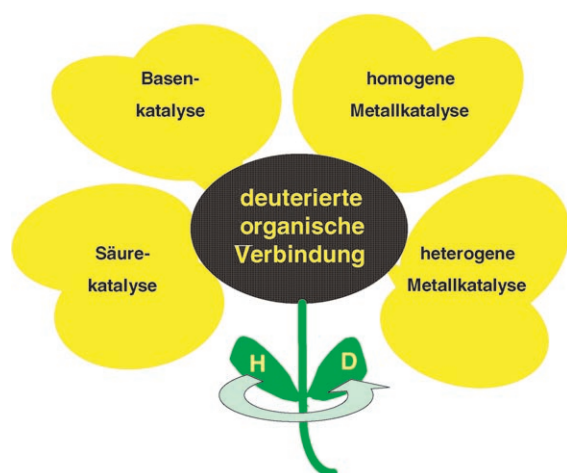 Basen-
katalyse
homogene
Metallkatalyse
deuterierte
organische
Verbindung
Säure-
katalyse
heterogene
Metallkatalyse
H
D